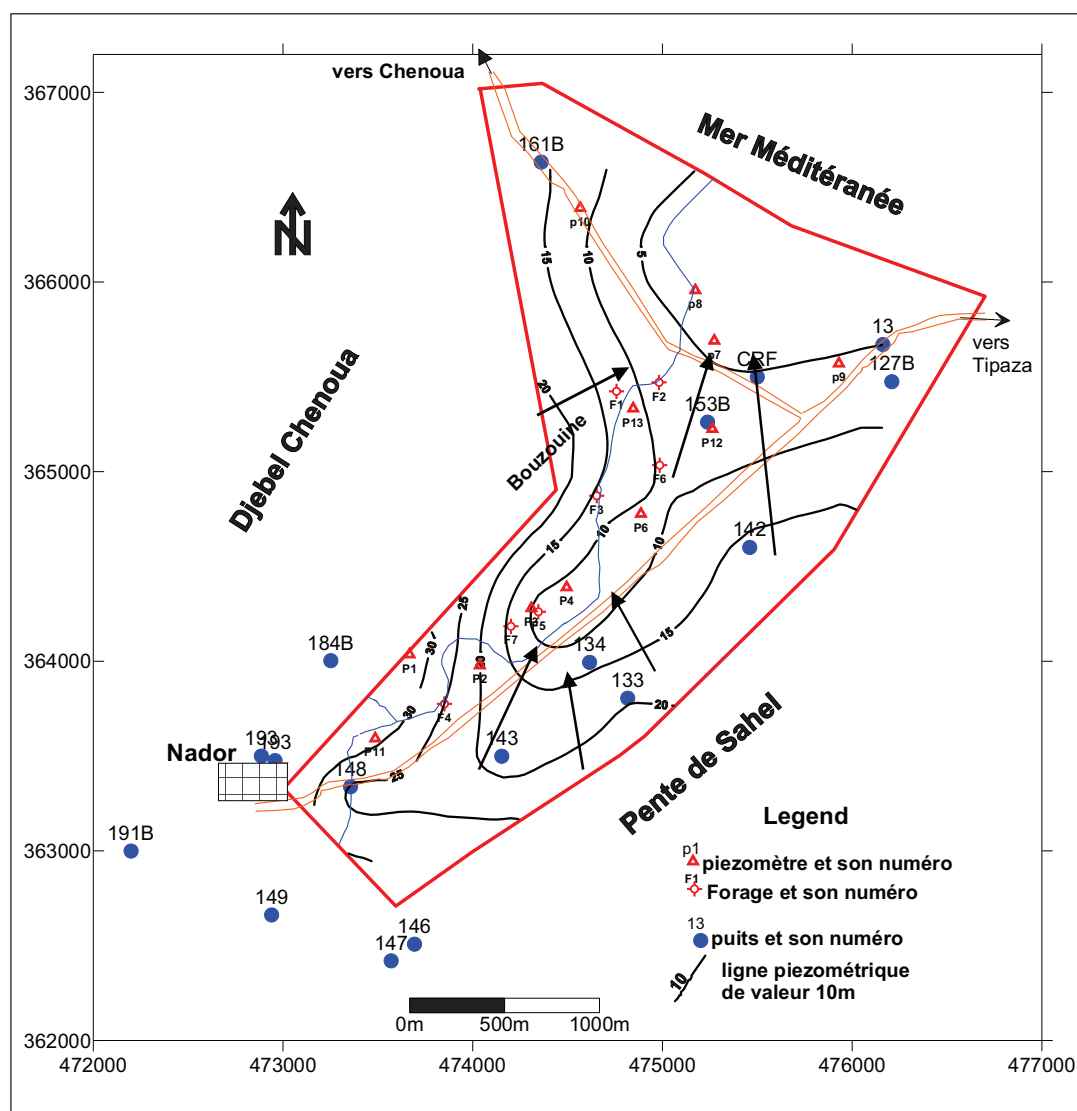 vers Chenoua
367000
161B
Mer Méditéranée
p10
N
15
10
5
366000
p8
13
p7
CRF
p9
vers
Tipaza
127B
20
F1
F2
P13
153B
P12
Djebel Chenoua
Bouzouine
365000
F6
F3
15
10
P6
10
142
25
30
P4
P3
F5
F7
15
184B
364000
P1
P2
134
133
20
F4
30
P11
143
193
193
Nador
148
25
Pente de Sahel
363000
191B
149
146
147
Legend
p1
piezomètre et son numéro
F1
Forage et son numéro
13
puits et son numéro
10
ligne piezométrique
de valeur 10m
0m 500m 1000m
362000
472000 473000 474000 475000 476000 477000